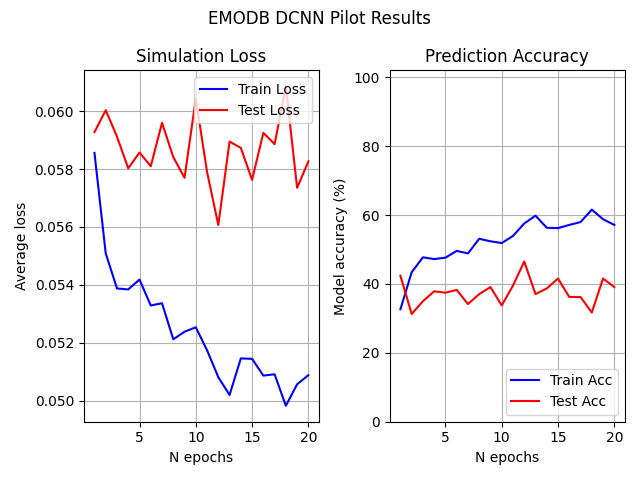 EMODB DCNN Pilot Results
Simulation Loss
Train Loss
Test Loss
0.060
0.058
0.056
0.054
0.052
0.050
Average loss
5
10
15
20
N epochs
Prediction Accuracy
100
80
60
40
20
0
Model accuracy (%)
Train Acc
Test Acc
5
10
15
20
N epochs